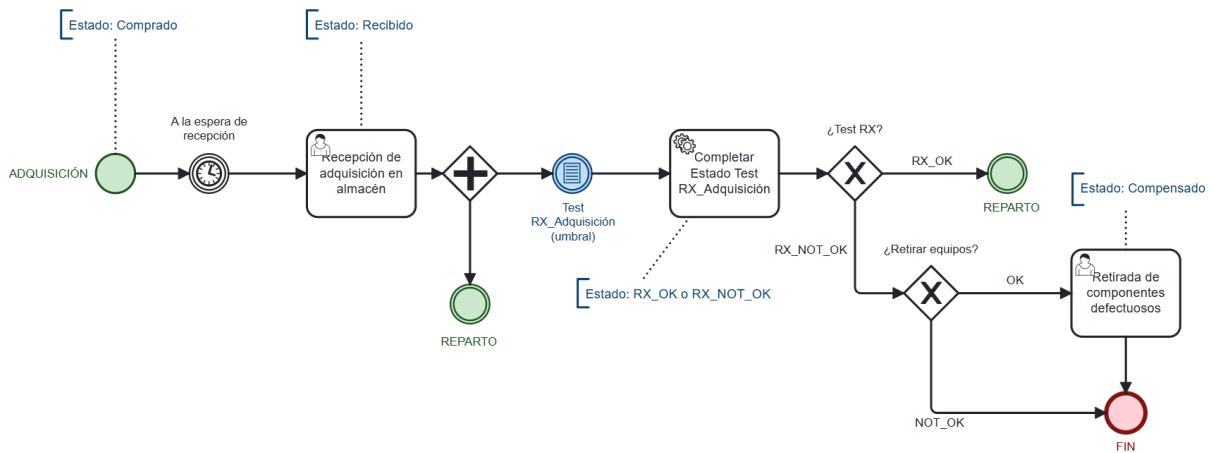 Estado: Comprado
Estado: Recibido
A la espera de
recepción
ADQUISICIÓN
Recepción de
adquisición en
almacén
Test
RX_Adquisición
(umbral)
REPARTO
Completar
Estado Test
RX_Adquisición
Estado: RX_OK o RX_NOT_OK
¿Test RX?
RX_OK
REPARTO
RX_NOT_OK
¿Retirar equipos?
OK
Estado: Compensado
Retirada de
componentes
defectuosos
NOT_OK
FIN